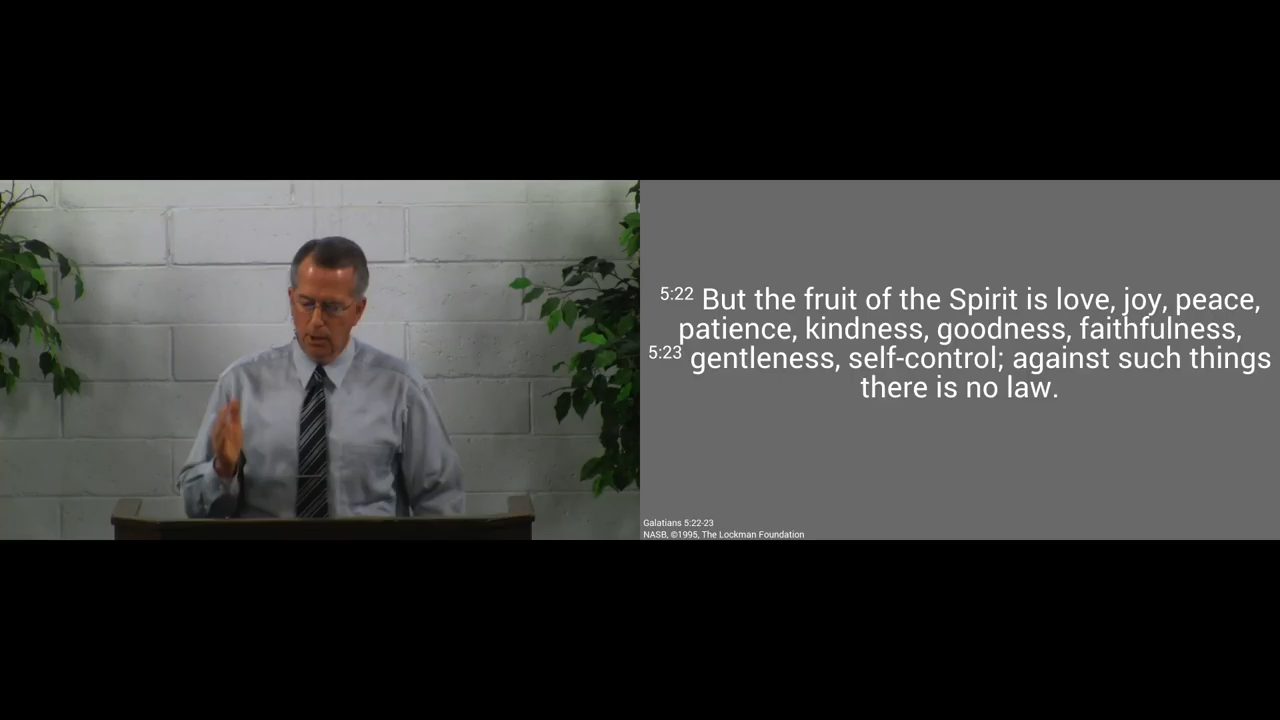 5:22 But the fruit of the Spirit is love, joy, peace,
patience, kindness, goodness, faithfulness,
5:23 gentleness, self-control; against such things
there is no law.
Galatians 5:22-23
NASB, ©1995, The Lockman Foundation